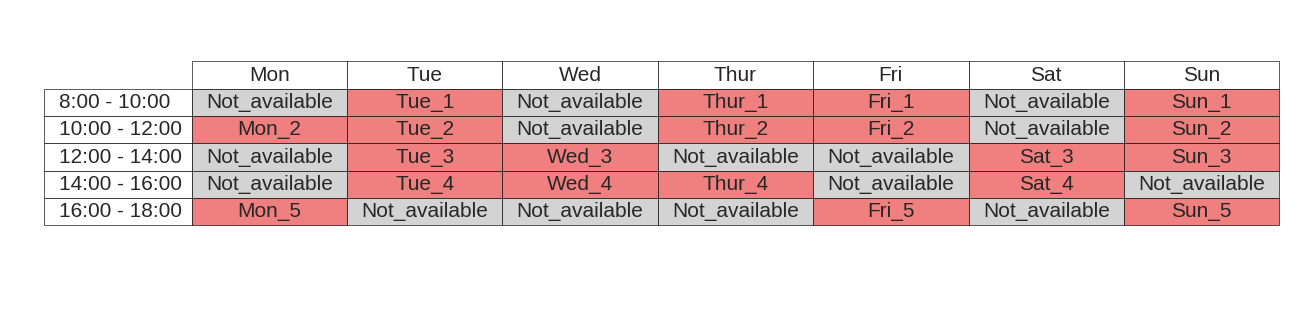 Mon Tue Wed Thur Fri Sat Sun
8:00 - 10:00 Not_available Tue_1 Not_available Thur_1 Fri_1 Not_available Sun_1
10:00 - 12:00 Mon_2 Tue_2 Not_available Thur_2 Fri_2 Not_available Sun_2
12:00 - 14:00 Not_available Tue_3 Wed_3 Not_available Not_available Sat_3 Sun_3
14:00 - 16:00 Not_available Tue_4 Wed_4 Thur_4 Not_available Sat_4 Not_available
16:00 - 18:00 Mon_5 Not_available Not_available Not_available Fri_5 Not_available Sun_5